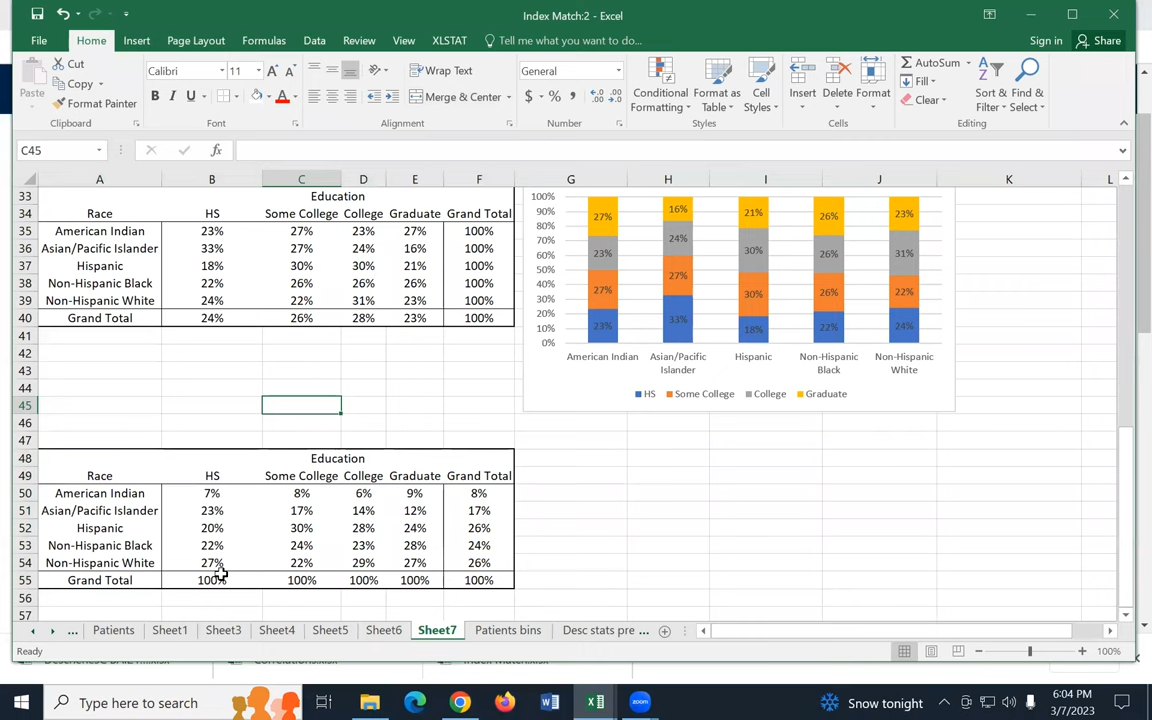 Index Match:2 - Excel
File Home Insert Page Layout Formulas Data Review View XLSTAT Tell me what you want to do... Sign in Share
Paste
Cut
Copy
Format Painter
Calibri 11
B I U
Wrap Text
Merge & Center
General
$ % ,
Conditional Formatting
Format as Table
Cell Styles
Insert Delete Format
AutoSum
Fill
Clear
Sort & Filter
Find & Select
Clipboard Font Alignment Number Styles Cells Editing
C45 fx
A B C D E F G H I J K L
33 Education
34 Race HS Some College College Graduate Grand Total
35 American Indian 23% 27% 23% 27% 100%
36 Asian/Pacific Islander 33% 27% 24% 16% 100%
37 Hispanic 18% 30% 30% 21% 100%
38 Non-Hispanic Black 22% 26% 26% 26% 100%
39 Non-Hispanic White 24% 22% 31% 23% 100%
40 Grand Total 24% 26% 28% 23% 100%
41
42
43
44
45
46
47
48 Education
49 Race HS Some College College Graduate Grand Total
50 American Indian 7% 8% 6% 9% 8%
51 Asian/Pacific Islander 23% 17% 14% 12% 17%
52 Hispanic 20% 30% 28% 24% 26%
53 Non-Hispanic Black 22% 24% 23% 28% 24%
54 Non-Hispanic White 27% 22% 29% 27% 26%
55 Grand Total 100% 100% 100% 100% 100%
56
57
100%
90%
80%
70%
60%
50%
40%
30%
20%
10%
0%
27% 16% 21% 26% 23%
23% 24% 30% 26% 31%
27% 27% 30% 26% 22%
23% 33% 18% 22% 24%
American Indian Asian/Pacific Islander Hispanic Non-Hispanic Black Non-Hispanic White
HS Some College College Graduate
... Patients Sheet1 Sheet3 Sheet4 Sheet5 Sheet6 Sheet7 Patients bins Desc stats pre ...
Ready 100%
Type here to search
Snow tonight
6:04 PM
3/7/2023